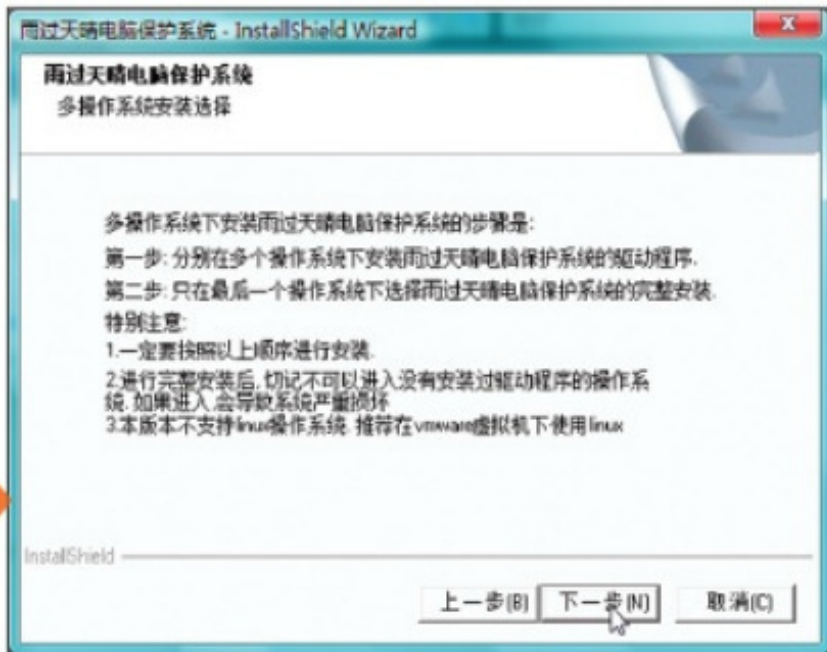 雨过天晴电脑保护系统 - InstallShield Wizard
雨过天晴电脑保护系统
多操作系统安装选择
多操作系统下安装雨过天晴电脑保护系统的步骤是:
第一步:分别在多个操作系统下安装雨过天晴电脑保护系统的驱动程序.
第二步:只在最后一个操作系统下选择雨过天晴电脑保护系统的完整安装.
特别注意:
1.一定要按照以上顺序进行安装.
2.进行完整安装后,切记不可以进入没有安装过驱动程序的操作系
统.如果进入,会导致系统严重损坏
3.本版本不支持linux操作系统 推荐在vmware虚拟机下使用linux
InstallShield
上一步(B) 下一步(N) 取消(C)